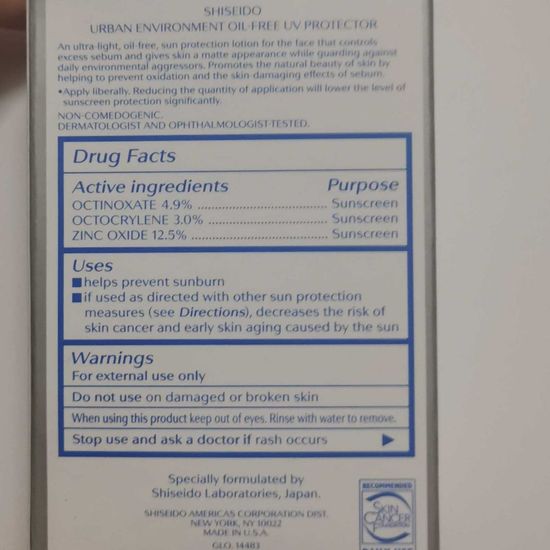 SHISEIDO
URBAN ENVIRONMENT OIL-FREE UV PROTECTOR
An ultra-light, oil-free, sun protection lotion for the face that controls
excess sebum and gives skin a matte appearance while guarding against
daily environmental aggressors. Promotes the natural beauty of skin by
helping to prevent oxidation and the skin-damaging effects of sebum.
•Apply liberally. Reducing the quantity of application will lower the level of
sunscreen protection significantly.
NON-COMEDOGENIC.
DERMATOLOGIST AND OPHTHALMOLOGIST-TESTED.
Drug Facts
Active ingredients Purpose
OCTINOXATE 4.9% ................................ Sunscreen
OCTOCRYLENE 3.0% ............................. Sunscreen
ZINC OXIDE 12.5% ................................ Sunscreen
Uses
■ helps prevent sunburn
■ if used as directed with other sun protection
measures (see Directions), decreases the risk of
skin cancer and early skin aging caused by the sun
Warnings
For external use only
Do not use on damaged or broken skin
When using this product keep out of eyes. Rinse with water to remove.
Stop use and ask a doctor if rash occurs ▶
Specially formulated by
Shiseido Laboratories, Japan.
SHISEIDO AMERICAS CORPORATION DIST.
NEW YORK, NY 10022
MADE IN U.S.A.
GLO. 14483
RECOMMENDED
SKIN
CANCER
FOUNDATION